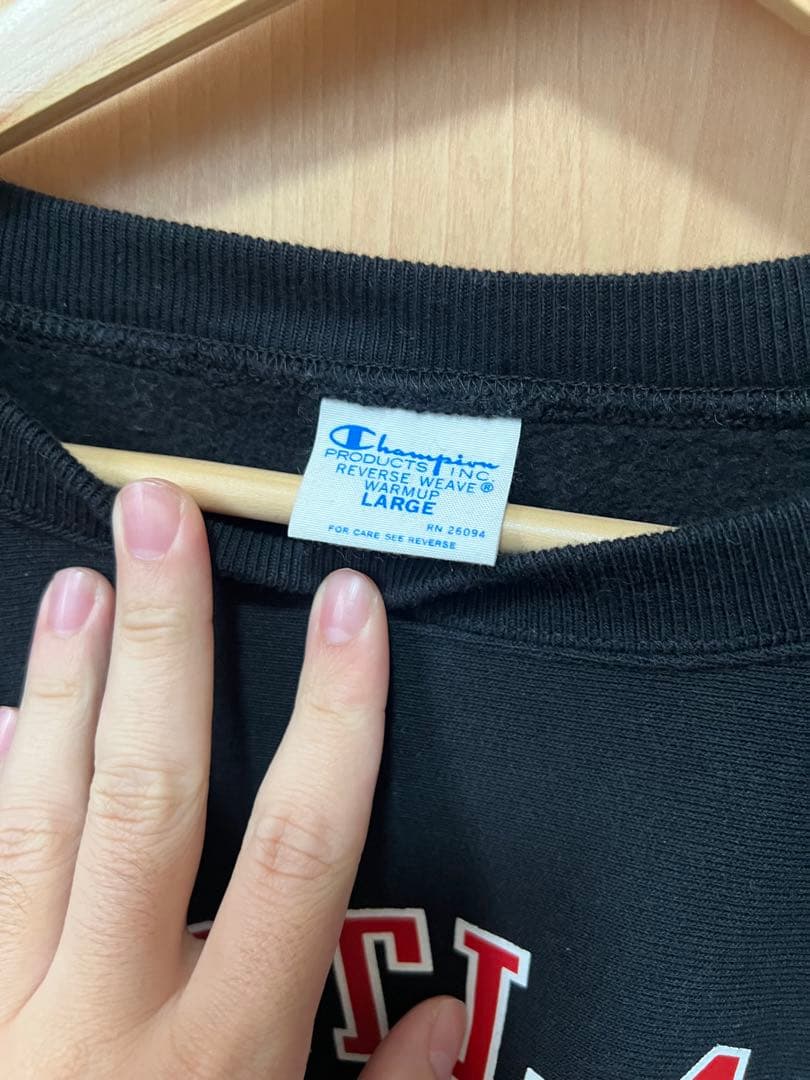 Champion
PRODUCTS INC.
REVERSE WEAVE®
WARMUP
LARGE
RN 26094
FOR CARE SEE REVERSE